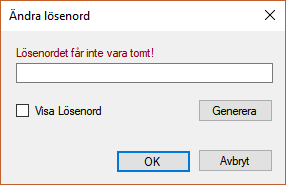 Ändra lösenord
Lösenordet får inte vara tomt!
Visa Lösenord
Generera
OK
Avbryt